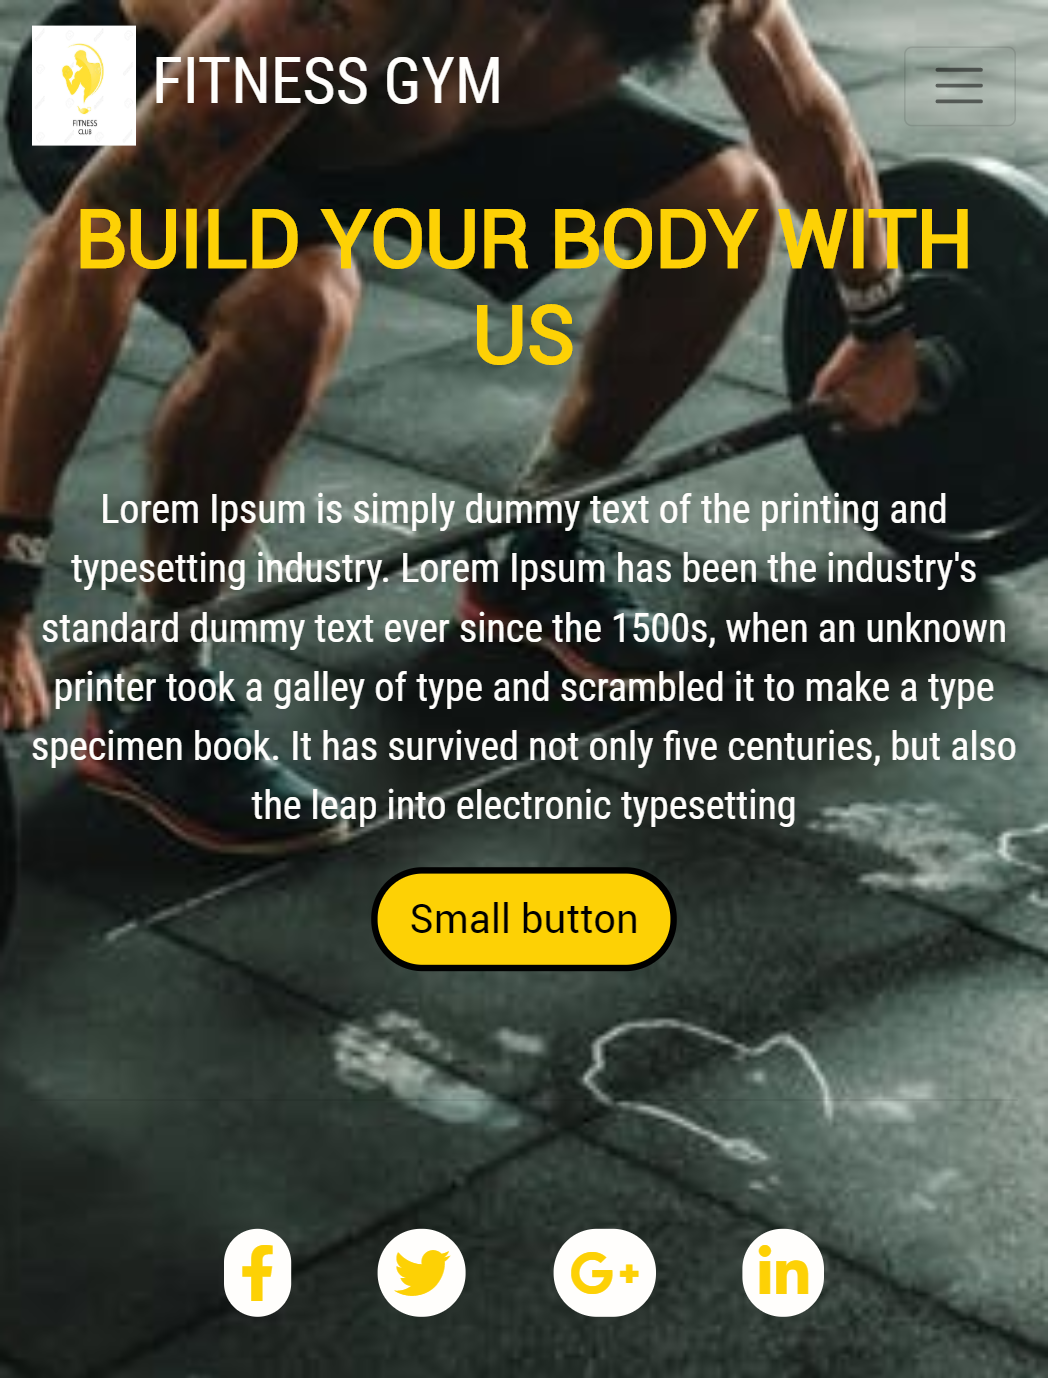 FITNESS
CLUB
FITNESS GYM
BUILD YOUR BODY WITH
US
Lorem Ipsum is simply dummy text of the printing and
typesetting industry. Lorem Ipsum has been the industry's
standard dummy text ever since the 1500s, when an unknown
printer took a galley of type and scrambled it to make a type
specimen book. It has survived not only five centuries, but also
the leap into electronic typesetting
Small button
f
G+
in